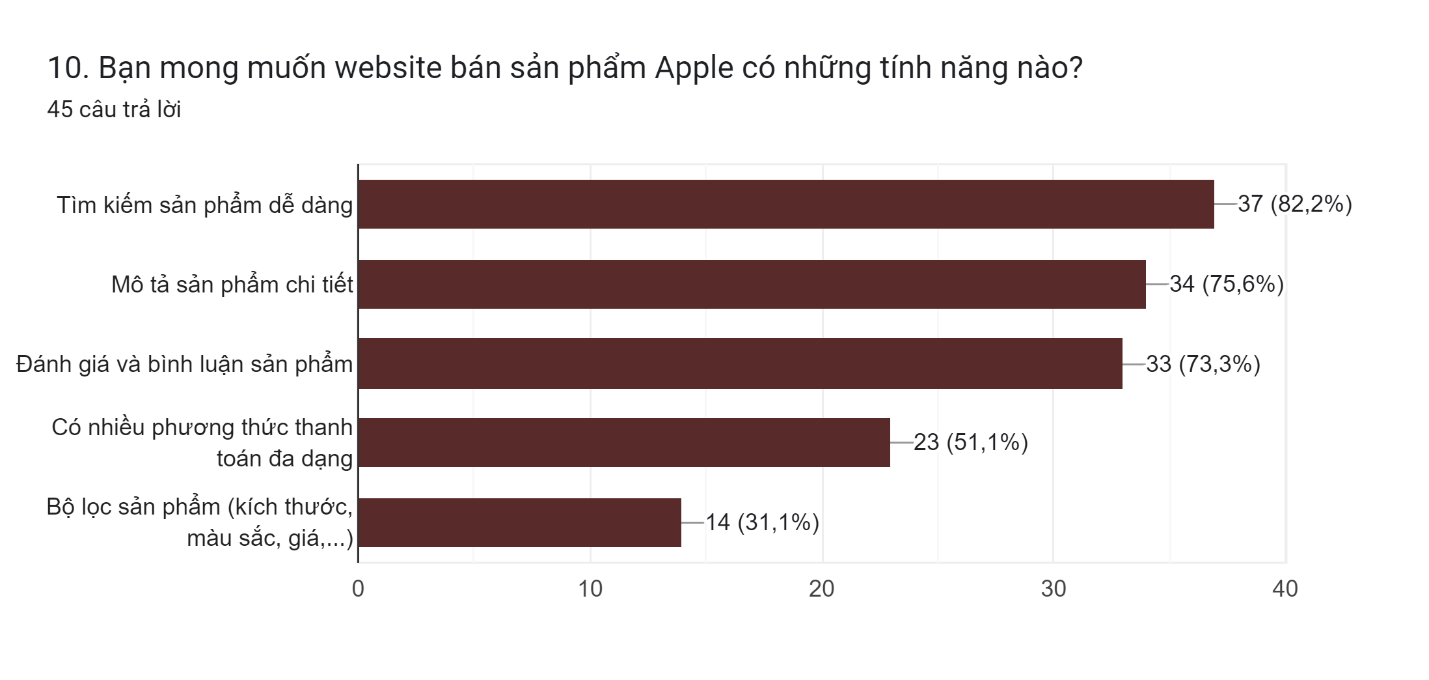 10. Bạn mong muốn website bán sản phẩm Apple có những tính năng nào?
45 câu trả lời
Tìm kiếm sản phẩm dễ dàng
37 (82,2%)
Mô tả sản phẩm chi tiết
34 (75,6%)
Đánh giá và bình luận sản phẩm
33 (73,3%)
Có nhiều phương thức thanh
toán đa dạng
23 (51,1%)
Bộ lọc sản phẩm (kích thước,
màu sắc, giá,...)
14 (31,1%)
0 10 20 30 40